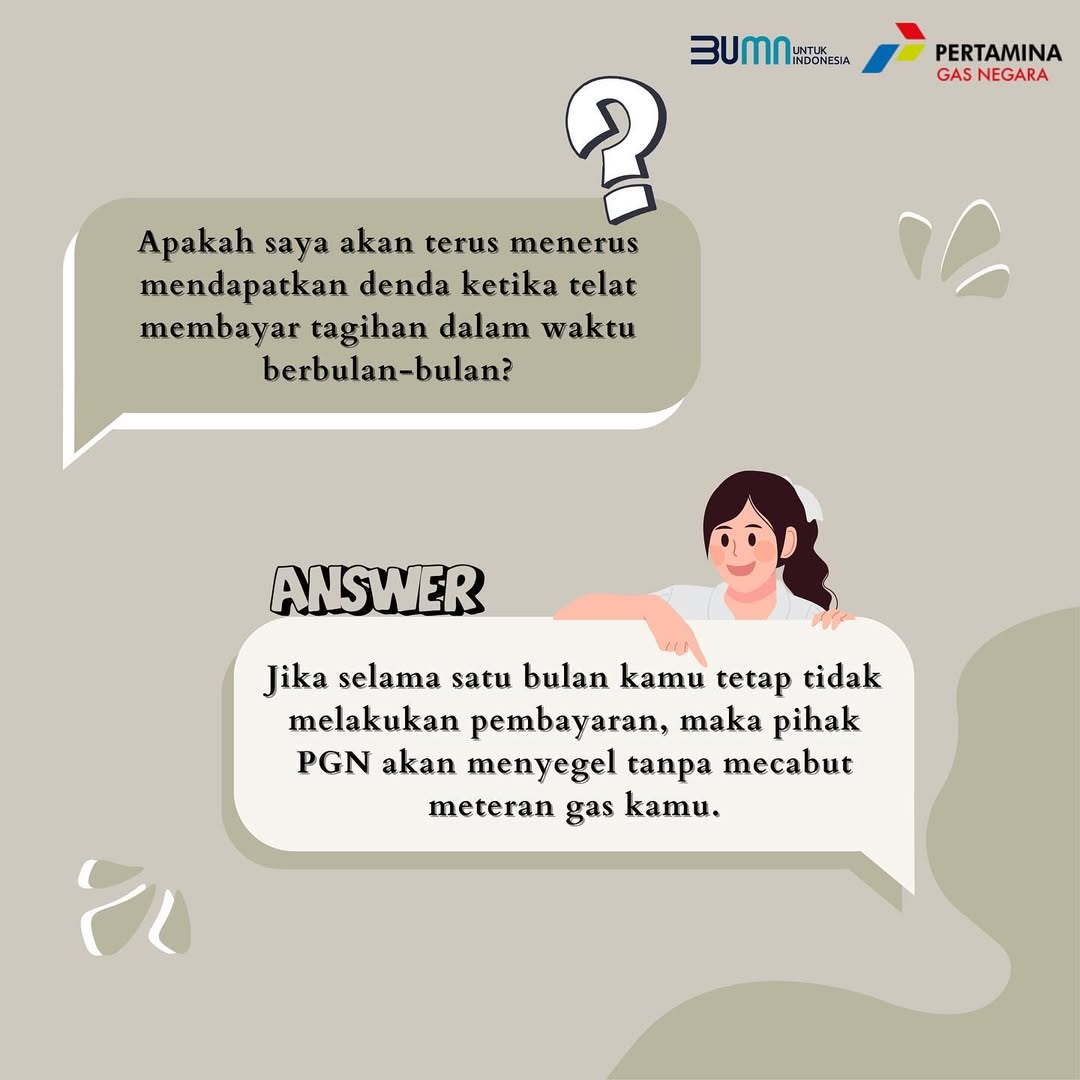 BUMN UNTUK
INDONESIA
PERTAMINA
GAS NEGARA
?
Apakah saya akan terus menerus
mendapatkan denda ketika telat
membayar tagihan dalam waktu
berbulan-bulan?
ANSWER
Jika selama satu bulan kamu tetap tidak
melakukan pembayaran, maka pihak
PGN akan menyegel tanpa mecabut
meteran gas kamu.